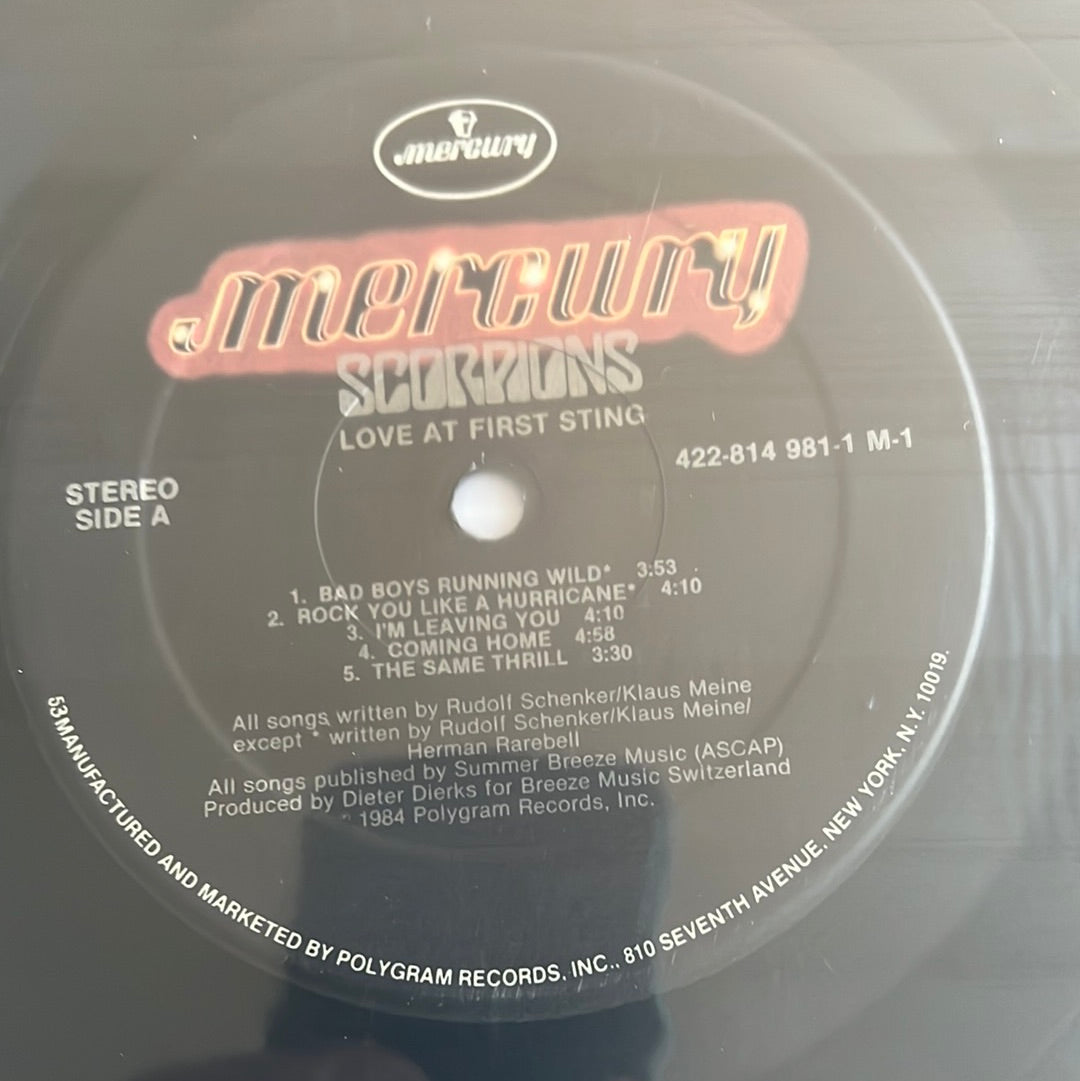 mercury
mercury
SCORPIONS
LOVE AT FIRST STING
422-814 981-1 M-1
STEREO
SIDE A
1. BAD BOYS RUNNING WILD* 3:53
2. ROCK YOU LIKE A HURRICANE* 4:10
3. I'M LEAVING YOU 4:10
4. COMING HOME 4:58
5. THE SAME THRILL 3:30
All songs written by Rudolf Schenker/Klaus Meine
except * written by Rudolf Schenker/Klaus Meine/
Herman Rarebell
All songs published by Summer Breeze Music (ASCAP)
Produced by Dieter Dierks for Breeze Music Switzerland
1984 Polygram Records, Inc.
53 MANUFACTURED AND MARKETED BY POLYGRAM RECORDS, INC., 810 SEVENTH AVENUE, NEW YORK, N.Y. 10019.